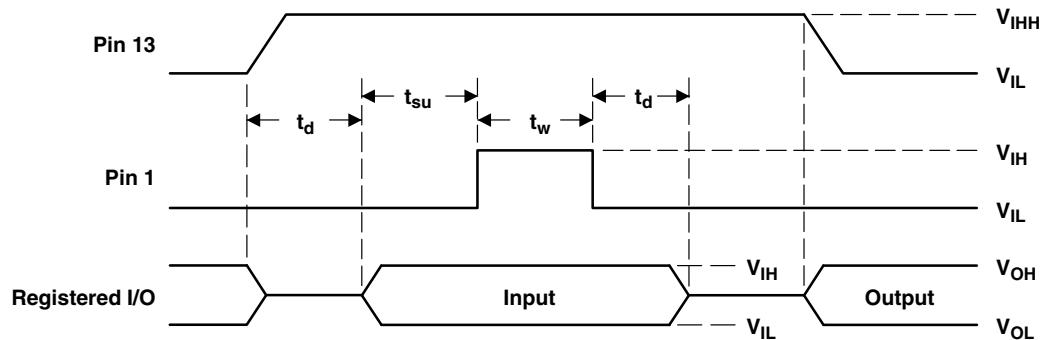 Pin 13
V_IHH
V_IL
t_d
t_su
t_w
t_d
Pin 1
V_IH
V_IL
Registered I/O
Input
V_IH
V_IL
Output
V_OH
V_OL